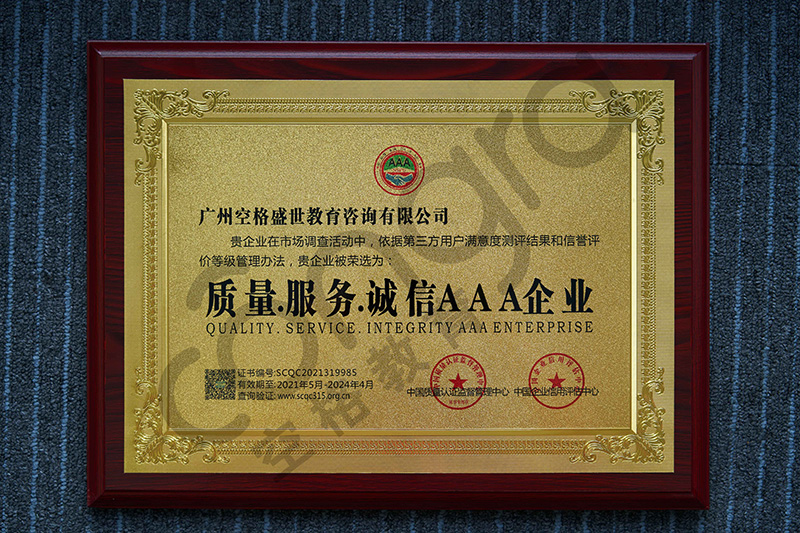 AAA
广州空格盛世教育咨询有限公司
贵企业在市场调查活动中，依据第三方用户满意度测评结果和信誉评
价等级管理办法，贵企业被荣选为：
质量.服务.诚信AAA企业
QUALITY. SERVICE. INTEGRITY AAA ENTERPRISE
证书编号:SCQC2021319985
有效期至:2021年5月-2024年4月
查询验证:www.scqc315.org.cn
中国质量认证监督管理中心 中国企业信用评估中心
空格教育